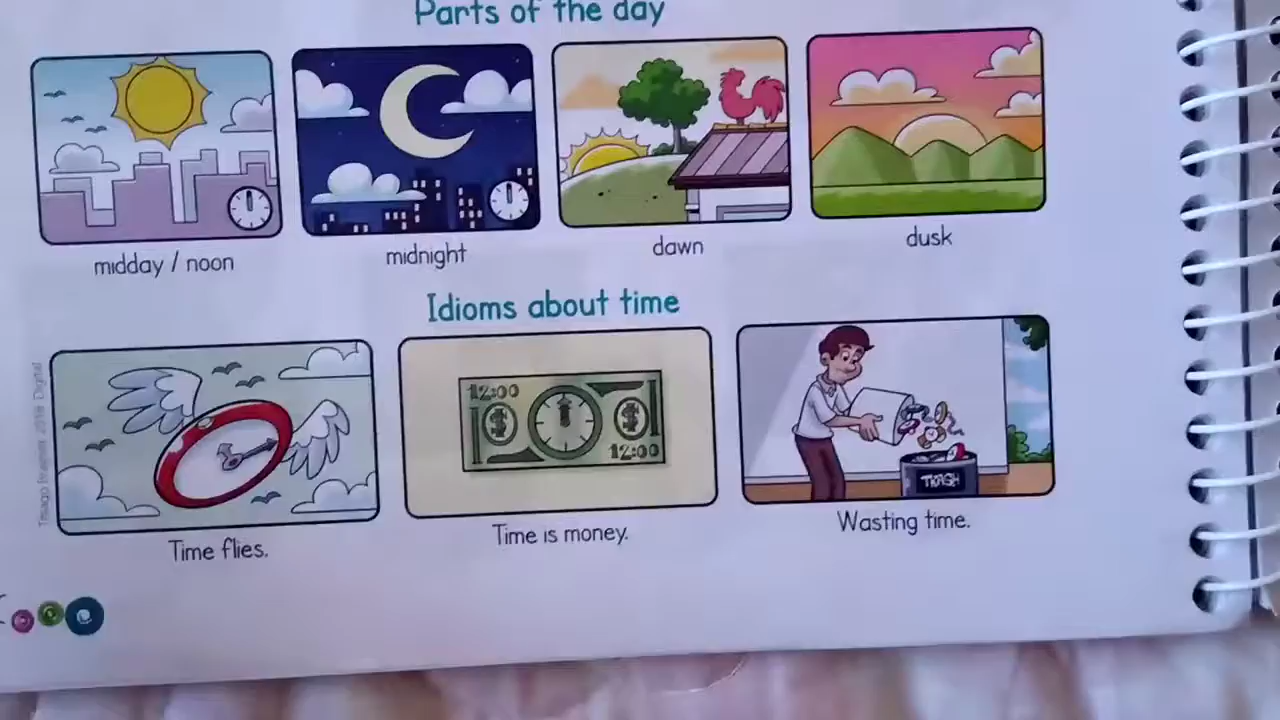 Parts of the day
midday / noon
midnight
dawn
dusk
Idioms about time
12:00
12:00
TRASH
Time flies.
Time is money.
Wasting time.